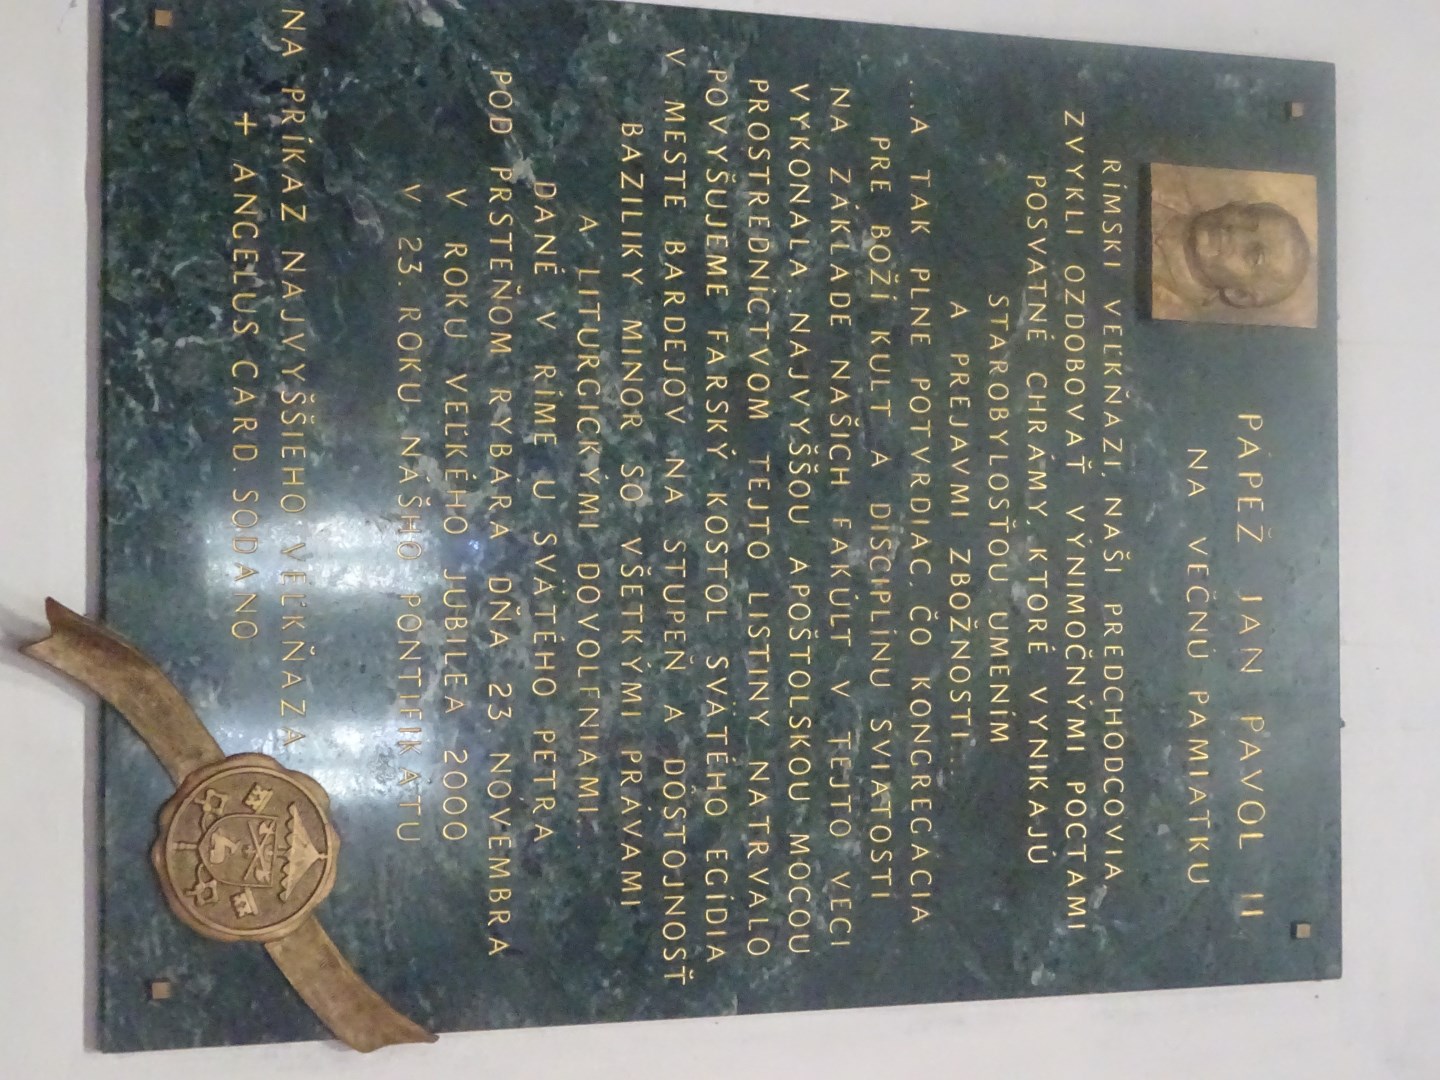 PÁPEŽ JÁN PAVOL II.
NA VEČNÚ PAMIATKU
RÍMSKI VEĽKŇAZI, NAŠI PREDCHODCOVIA,
ZVYKLI OZDOBOVAŤ VÝNIMOČNÝMI POCTAMI
POSVÄTNÉ CHRÁMY, KTORÉ VYNIKAJÚ
STAROBYLOSŤOU UMENÍM
A PREJAVMI ZBOŽNOSTI...
...A TAK PLNE POTVRDIAC, ČO KONGREGÁCIA
PRE BOŽÍ KULT A DISCIPLÍNU SVIATOSTÍ
NA ZÁKLADE NAŠICH FAKÚLT V TEJTO VECI
VYKONALA, NAJVYŠŠOU APOŠTOLSKOU MOCOU
PROSTREDNÍCTVOM TEJTO LISTINY NATRVALO
POVYŠUJEME FARSKÝ KOSTOL SVÄTÉHO EGÍDIA
V MESTE BARDEJOV NA STUPEŇ A DÔSTOJNOSŤ
BAZILIKY MINOR SO VŠETKÝMI PRÁVAMI
A LITURGICKÝMI DOVOLENIAMI.
DANÉ V RÍME U SVÄTÉHO PETRA
POD PRSTEŇOM RYBÁRA DŇA 23. NOVEMBRA
V ROKU VEĽKÉHO JUBILEA 2000
V 23. ROKU NÁŠHO PONTIFIKÁTU
NA PRÍKAZ NAJVYŠŠIEHO VEĽKŇAZA
+ ANGELUS CARD. SODANO